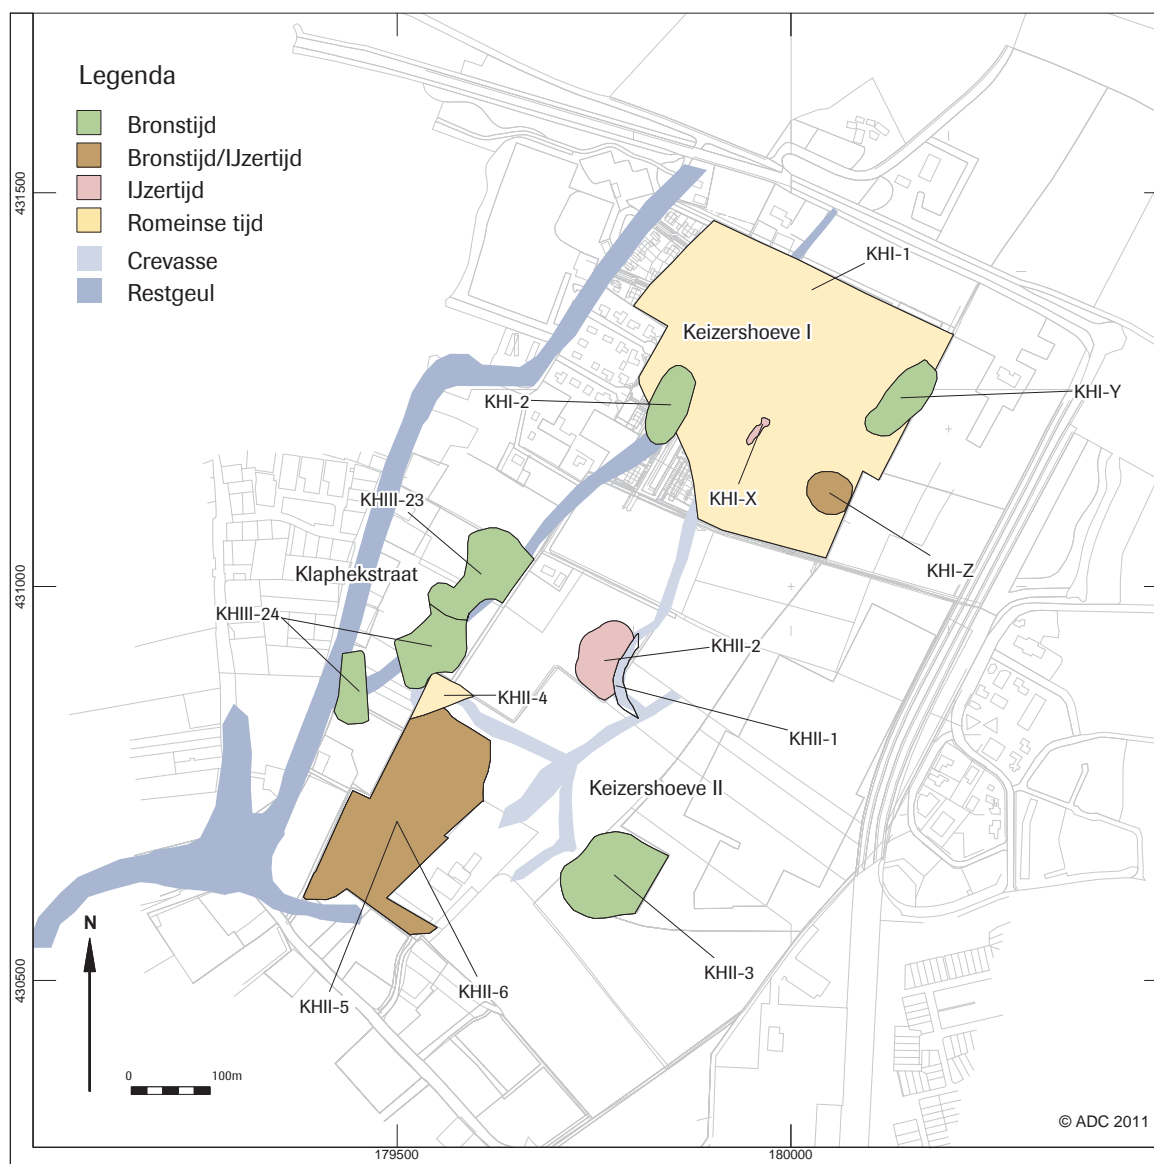 Legenda
Bronstijd
Bronstijd/IJzertijd
IJzertijd
Romeinse tijd
Crevasse
Restgeul
431500
KHI-1
Keizershoeve I
KHI-2
KHI-Y
KHI-X
KHIII-23
KHI-Z
Klaphekstraat
431000
KHIII-24
KHII-2
KHII-4
KHII-1
Keizershoeve II
N
KHII-3
430500
KHII-6
KHII-5
0 100m
© ADC 2011
179500 180000